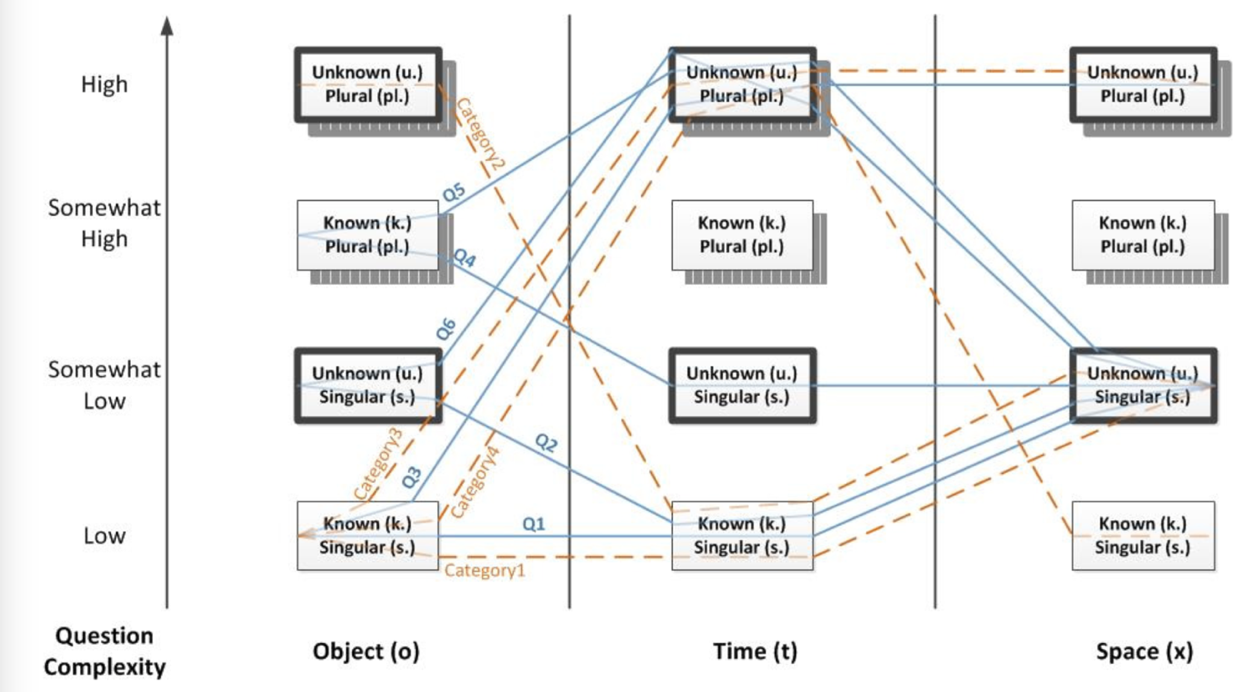 High
Unknown (u.)
Plural (pl.)
Unknown (u.)
Plural (pl.)
Unknown (u.)
Plural (pl.)
Category2
Q5
Somewhat
High
Known (k.)
Plural (pl.)
Known (k.)
Plural (pl.)
Known (k.)
Plural (pl.)
Q4
Q6
Somewhat
Low
Unknown (u.)
Singular (s.)
Unknown (u.)
Singular (s.)
Unknown (u.)
Singular (s.)
Q2
Category3
Q3
Category4
Low
Known (k.)
Singular (s.)
Q1
Known (k.)
Singular (s.)
Known (k.)
Singular (s.)
Category1
Question
Complexity
Object (o)
Time (t)
Space (x)